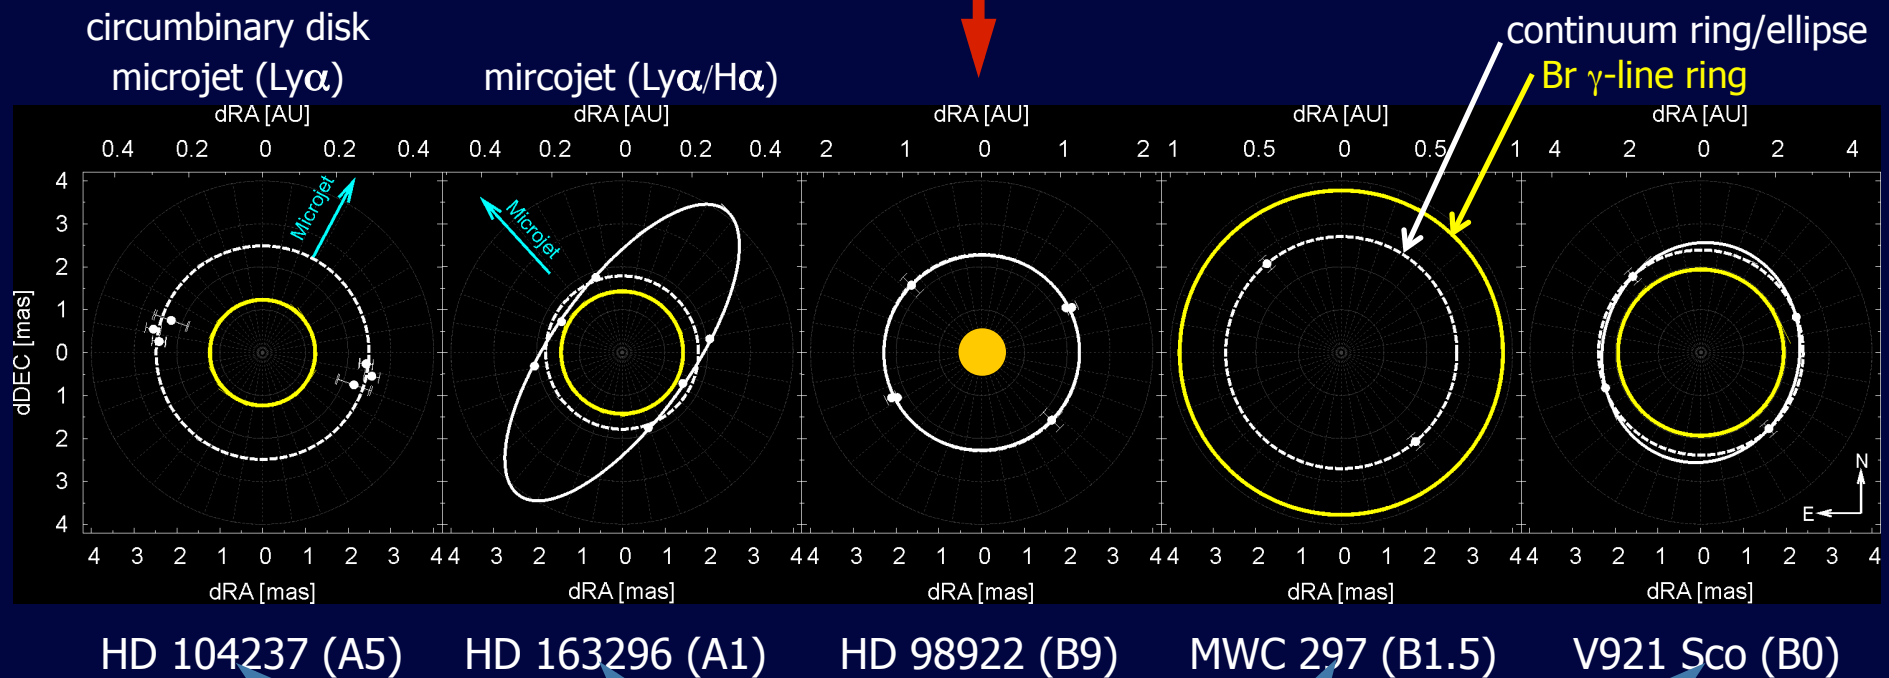 circumbinary disk
microjet (Lyα)
mircojet (Lyα/Hα)
continuum ring/ellipse
Br γ-line ring
dRA [AU] dRA [AU] dRA [AU] dRA [AU] dRA [AU]
0.4 0.2 0 0.2 0.4 0.4 0.2 0 0.2 0.4 2 1 0 1 2 1 0.5 0 0.5 1 4 2 0 2 4
Microjet
Microjet
4
3
2
1
0
1
2
3
4
dDEC [mas]
N
E
4 3 2 1 0 1 2 3 4 3 2 1 0 1 2 3 4 3 2 1 0 1 2 3 4 3 2 1 0 1 2 3 4 3 2 1 0 1 2 3 4
dRA [mas] dRA [mas] dRA [mas] dRA [mas] dRA [mas]
HD 104237 (A5) HD 163296 (A1) HD 98922 (B9) MWC 297 (B1.5) V921 Sco (B0)